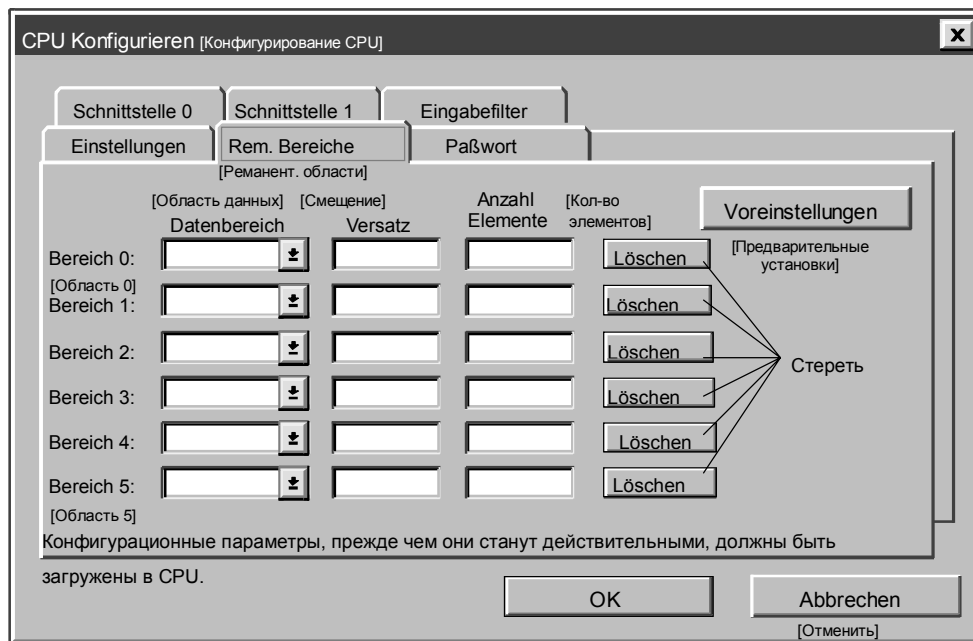 CPU Konfigurieren [Конфигурирование CPU]
Schnittstelle 0 Schnittstelle 1 Eingabefilter
Einstellungen Rem. Bereiche Paßwort
[Реманент. области]
[Область данных] [Смещение] Anzahl [Кол-во
Datenbereich Versatz Elemente элементов] Voreinstellungen
Bereich 0: Löschen [Предварительные
[Область 0] установки]
Bereich 1: Löschen
Bereich 2: Löschen
Стереть
Bereich 3: Löschen
Bereich 4: Löschen
Bereich 5: Löschen
[Область 5]
Конфигурационные параметры, прежде чем они станут действительными, должны быть
загружены в CPU.
OK Abbrechen
[Отменить]